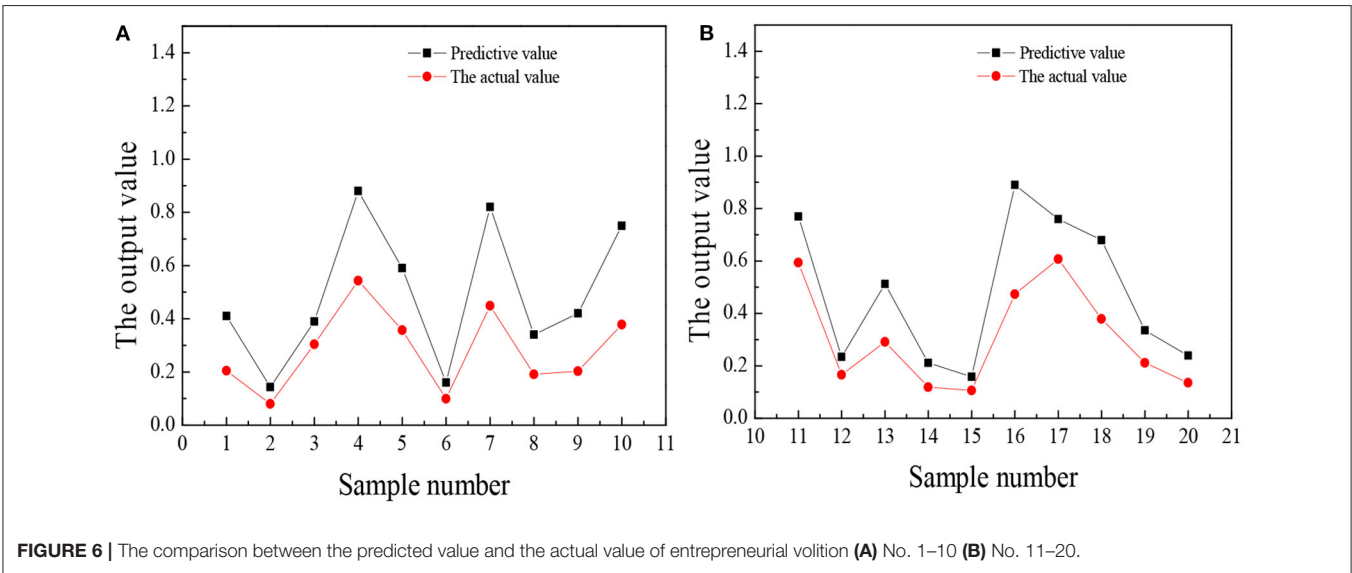 A
Predictive value
The actual value
1.4
1.2
1.0
0.8
0.6
0.4
0.2
0.0
The output value
0 1 2 3 4 5 6 7 8 9 10 11
Sample number
B
Predictive value
The actual value
1.4
1.2
1.0
0.8
0.6
0.4
0.2
0.0
The output value
10 11 12 13 14 15 16 17 18 19 20 21
Sample number
FIGURE 6 | The comparison between the predicted value and the actual value of entrepreneurial volition (A) No. 1–10 (B) No. 11–20.